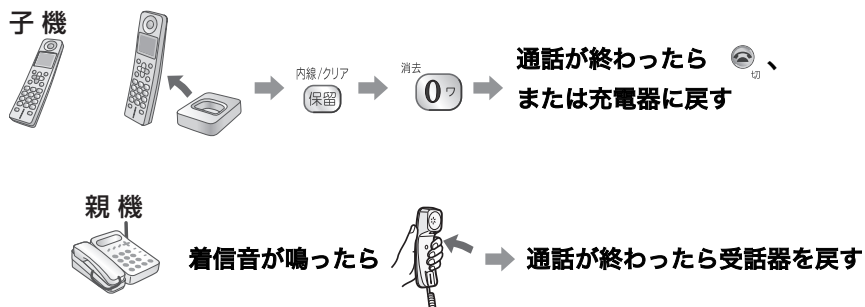 子 機
内線/クリア
保留
消去
0ワ
通話が終わったら 切 、
または充電器に戻す
親 機
着信音が鳴ったら
通話が終わったら受話器を戻す